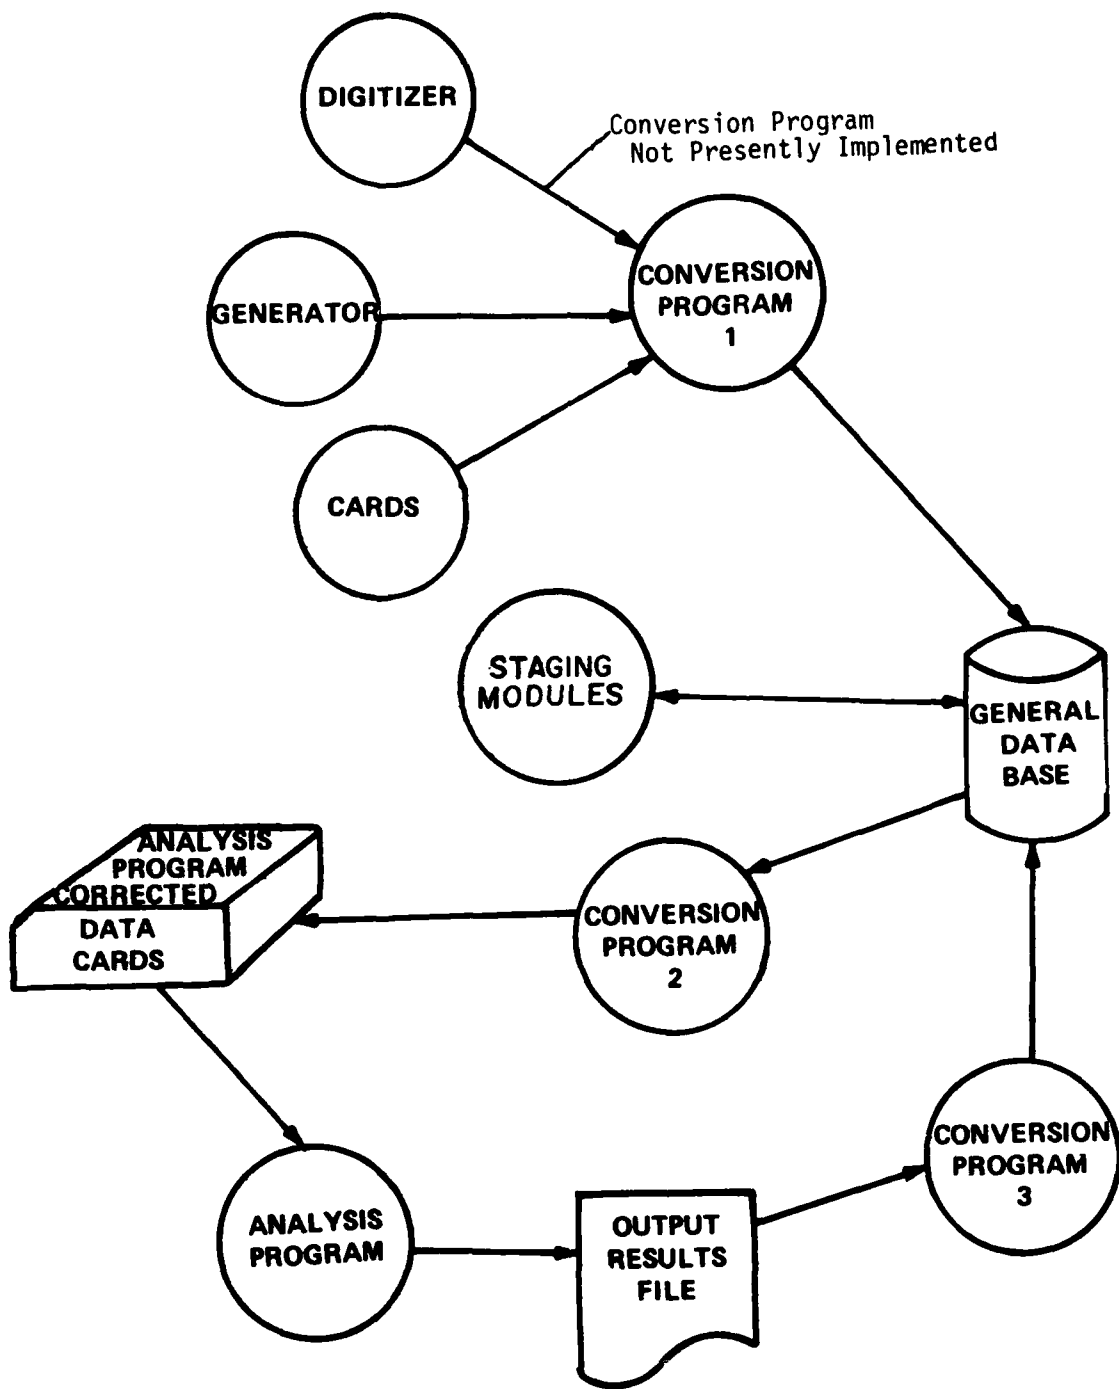 DIGITIZER
Conversion Program
Not Presently Implemented
GENERATOR
CONVERSION
PROGRAM
1
CARDS
STAGING
MODULES
GENERAL
DATA
BASE
ANALYSIS
PROGRAM
CORRECTED
DATA
CARDS
CONVERSION
PROGRAM
2
CONVERSION
PROGRAM
3
ANALYSIS
PROGRAM
OUTPUT
RESULTS
FILE